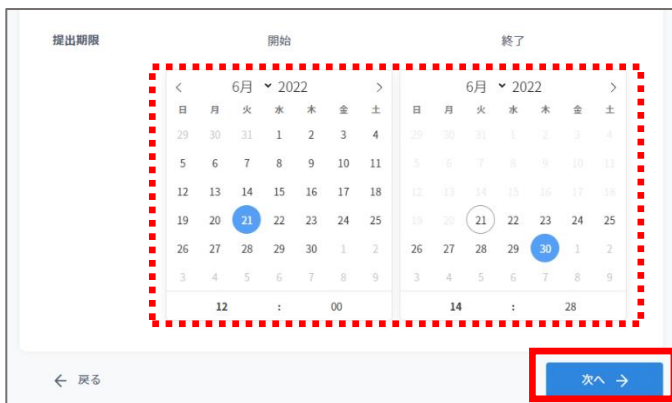 提出期限 開始 終了
< 6月 2022 > 6月 2022 >
日 月 火 水 木 金 土 日 月 火 水 木 金 土
29 30 31 1 2 3 4 29 30 31 1 2 3 4
5 6 7 8 9 10 11 5 6 7 8 9 10 11
12 13 14 15 16 17 18 12 13 14 15 16 17 18
19 20 21 22 23 24 25 19 20 21 22 23 24 25
26 27 28 29 30 1 2 26 27 28 29 30 1 2
3 4 5 6 7 8 9 3 4 5 6 7 8 9
12 : 00 14 : 28
← 戻る 次へ →